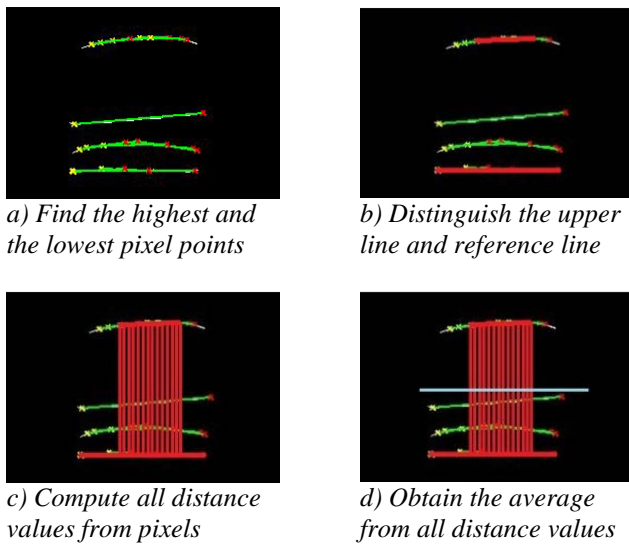 a) Find the highest and
the lowest pixel points
b) Distinguish the upper
line and reference line
c) Compute all distance
values from pixels
d) Obtain the average
from all distance values